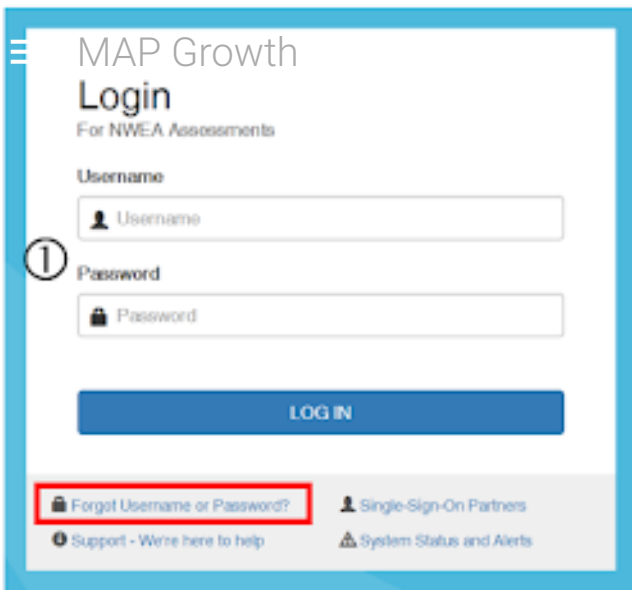 MAP Growth
Login
For NWEA Assessments
Username
Username
①
Password
Password
LOG IN
Forgot Username or Password?
Single-Sign-On Partners
Support - We're here to help
System Status and Alerts